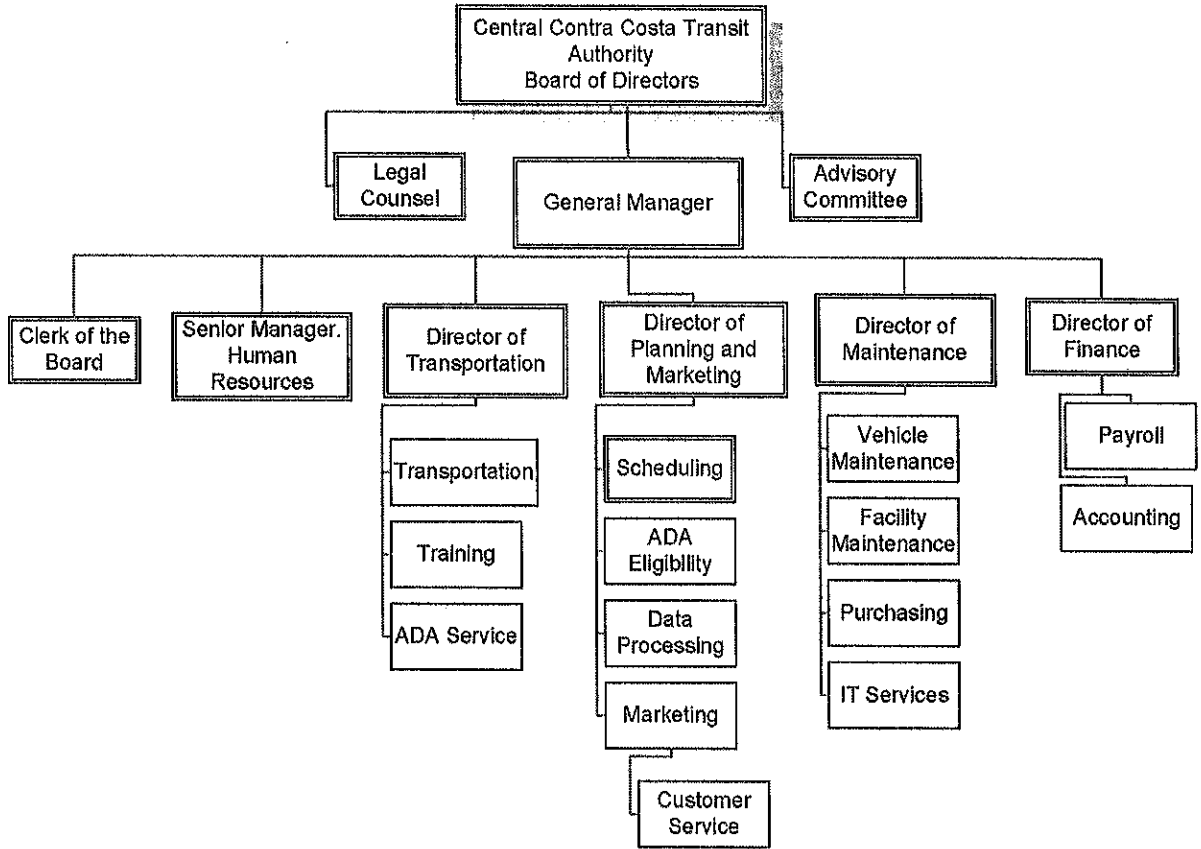 Central Contra Costa Transit
Authority
Board of Directors
Legal
Counsel
General Manager
Advisory
Committee
Clerk of the
Board
Senior Manager.
Human
Resources
Director of
Transportation
Director of
Planning and
Marketing
Director of
Maintenance
Director of
Finance
Transportation
Training
ADA Service
Scheduling
ADA
Eligibility
Data
Processing
Marketing
Customer
Service
Vehicle
Maintenance
Facility
Maintenance
Purchasing
IT Services
Payroll
Accounting